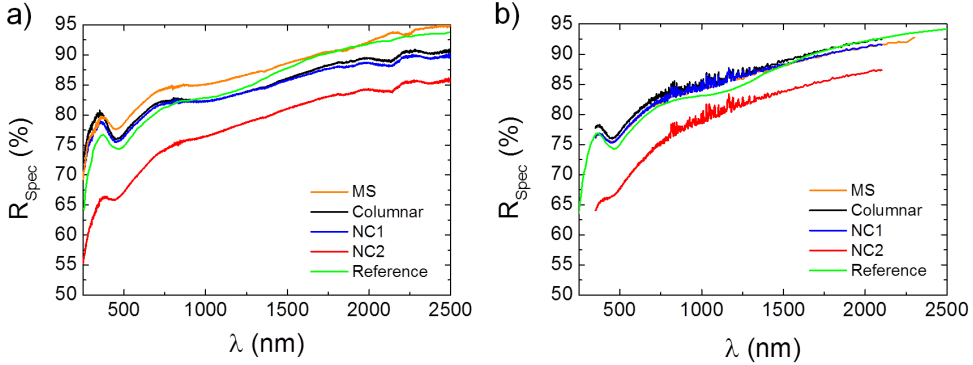 a)
95
90
85
80
75
70
65
60
55
50
R_Spec (%)
500 1000 1500 2000 2500
λ (nm)
MS
Columnar
NC1
NC2
Reference
b)
95
90
85
80
75
70
65
60
55
50
R_Spec (%)
500 1000 1500 2000 2500
λ (nm)
MS
Columnar
NC1
NC2
Reference